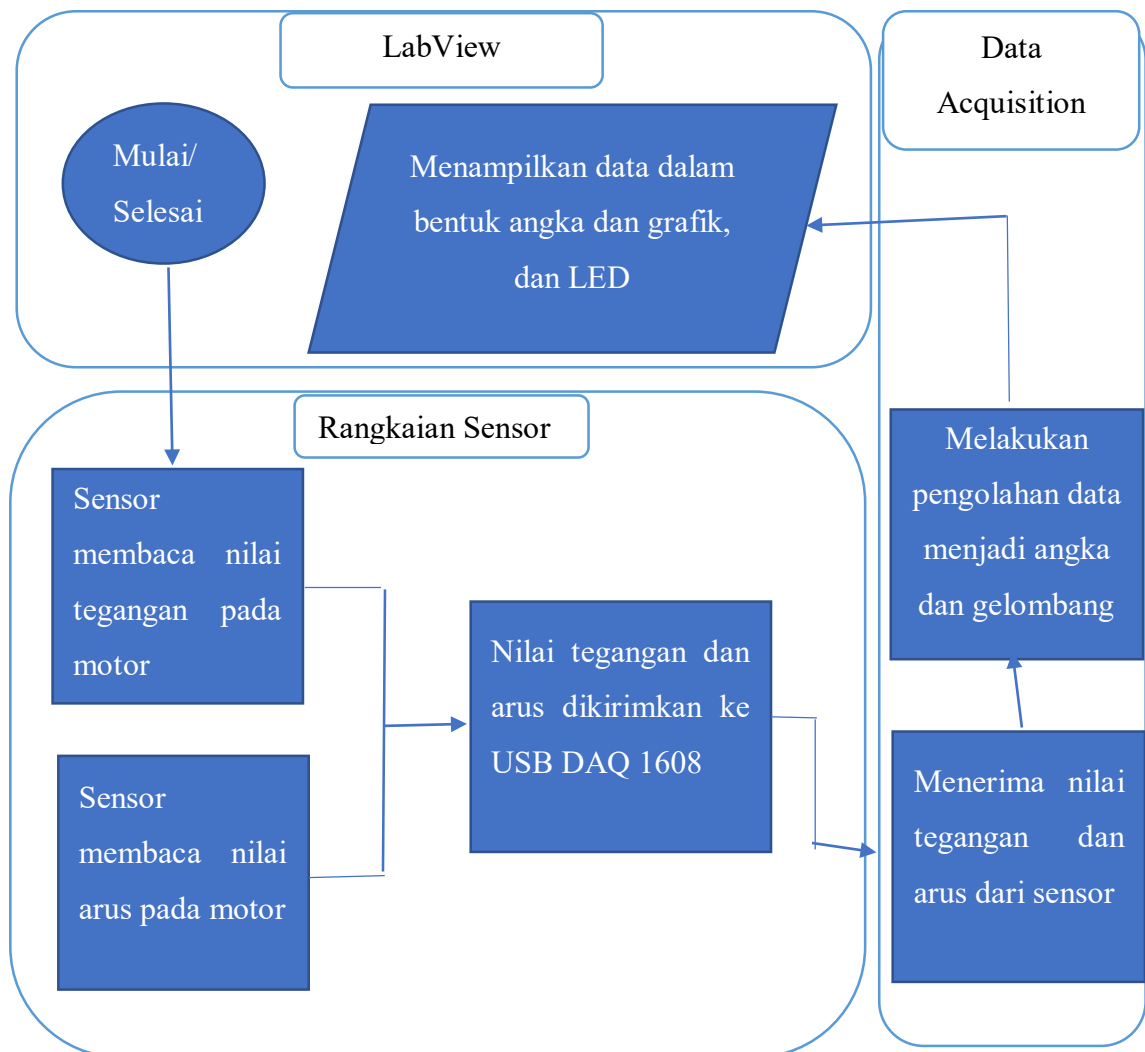 LabView
Mulai/
Selesai
Menampilkan data dalam
bentuk angka dan grafik,
dan LED
Data
Acquisition
Rangkaian Sensor
Sensor
membaca nilai
tegangan pada
motor
Sensor
membaca nilai
arus pada motor
Nilai tegangan dan
arus dikirimkan ke
USB DAQ 1608
Melakukan
pengolahan data
menjadi angka
dan gelombang
Menerima nilai
tegangan dan
arus dari sensor